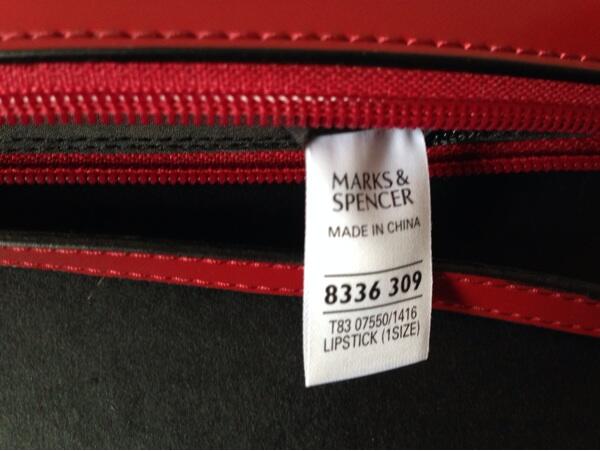 MARKS &
SPENCER
MADE IN CHINA
8336 309
T83 07550/1416
LIPSTICK (1SIZE)